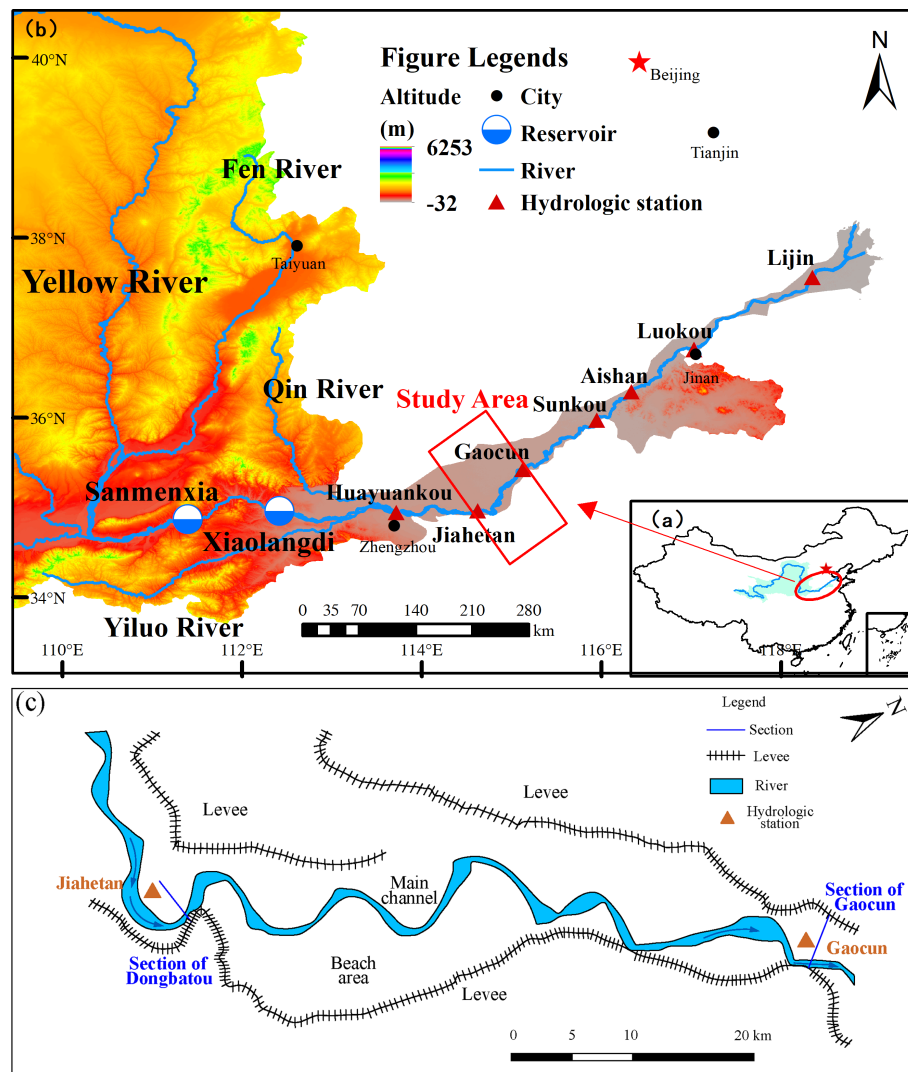 (b)
40°N
38°N
36°N
34°N
110°E
112°E
114°E
116°E
118°E
Figure Legends
Altitude
(m)
6253
-32
City
Reservoir
River
Hydrologic station
N
Beijing
Tianjin
Fen River
Taiyuan
Yellow River
Qin River
Lijin
Luokou
Jinan
Aishan
Sunkou
Study Area
Gaocun
Huayuankou
Jiahetan
Zhengzhou
Sanmenxia
Xiaolangdi
Yiluo River
0 35 70 140 210 280
km
(a)
(c)
Legend
Section
Levee
River
Hydrologic
station
N
Levee
Levee
Jiahetan
Main
channel
Section of
Gaocun
Gaocun
Section of
Dongbatou
Beach
area
Levee
0 5 10 20 km